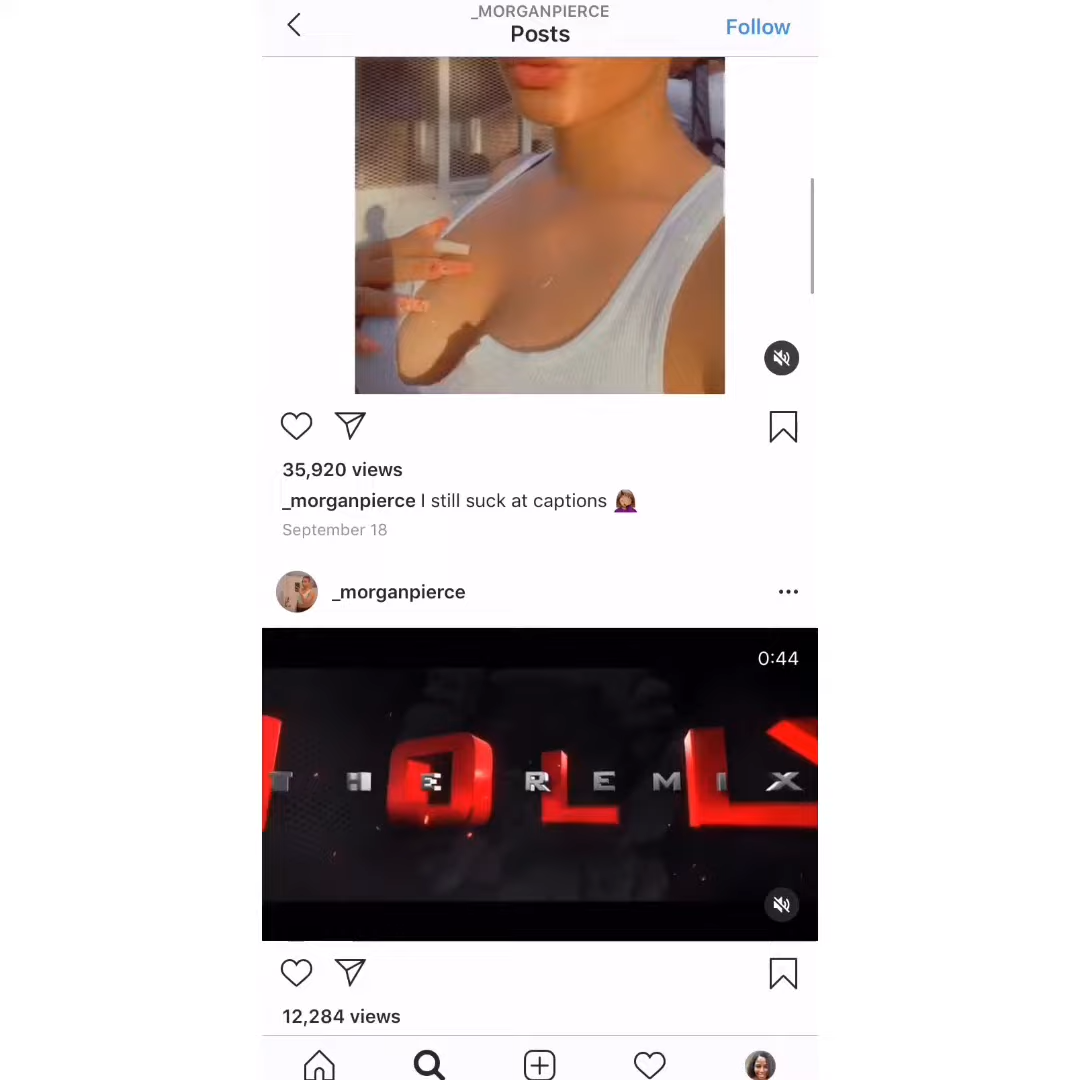 _MORGANPIERCE
Posts
Follow
35,920 views
_morganpierce I still suck at captions 🤦🏽‍♀️
September 18
_morganpierce
0:44
THE REMIX
12,284 views